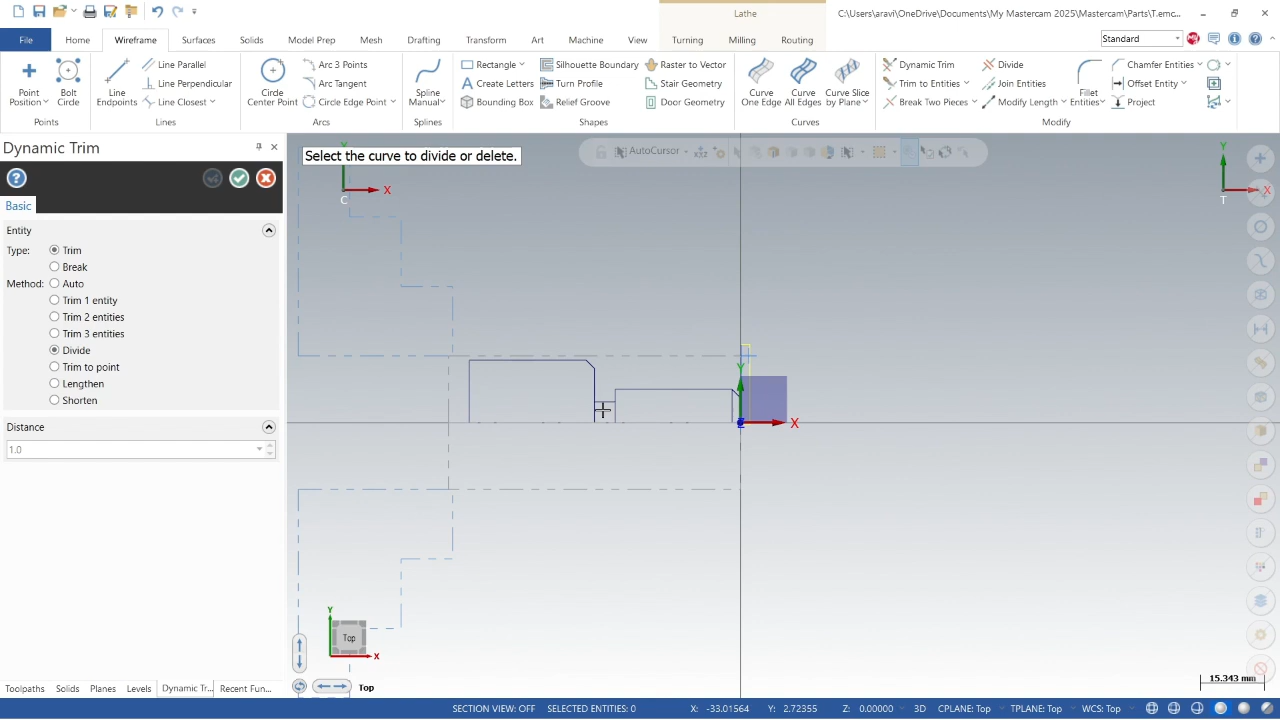 Lathe
C:\Users\aravi\OneDrive\Documents\My Mastercam 2025\Mastercam\Parts\T.emc...
File
Home
Wireframe
Surfaces
Solids
Model Prep
Mesh
Drafting
Transform
Art
Machine
View
Turning
Milling
Routing
Standard
Point Position
Bolt Circle
Points
Line Endpoints
Line Parallel
Line Perpendicular
Line Closest
Lines
Circle Center Point
Arc 3 Points
Arc Tangent
Circle Edge Point
Arcs
Spline Manual
Splines
Rectangle
Create Letters
Bounding Box
Silhouette Boundary
Turn Profile
Relief Groove
Raster to Vector
Stair Geometry
Door Geometry
Shapes
Curve One Edge
Curve All Edges
Curve Slice by Plane
Curves
Dynamic Trim
Trim to Entities
Break Two Pieces
Divide
Join Entities
Modify Length
Fillet Entities
Chamfer Entities
Offset Entity
Project
Modify
Dynamic Trim
Basic
Entity
Type:
Trim
Break
Method:
Auto
Trim 1 entity
Trim 2 entities
Trim 3 entities
Divide
Trim to point
Lengthen
Shorten
Distance
1.0
Select the curve to divide or delete.
AutoCursor
Y
X
C
Y
X
T
Y
X
Z
Y
Top
X
Top
15.343 mm
Toolpaths
Solids
Planes
Levels
Dynamic Tr...
Recent Fun...
SECTION VIEW: OFF
SELECTED ENTITIES: 0
X: -33.01564
Y: 2.72355
Z: 0.00000
3D
CPLANE: Top
TPLANE: Top
WCS: Top